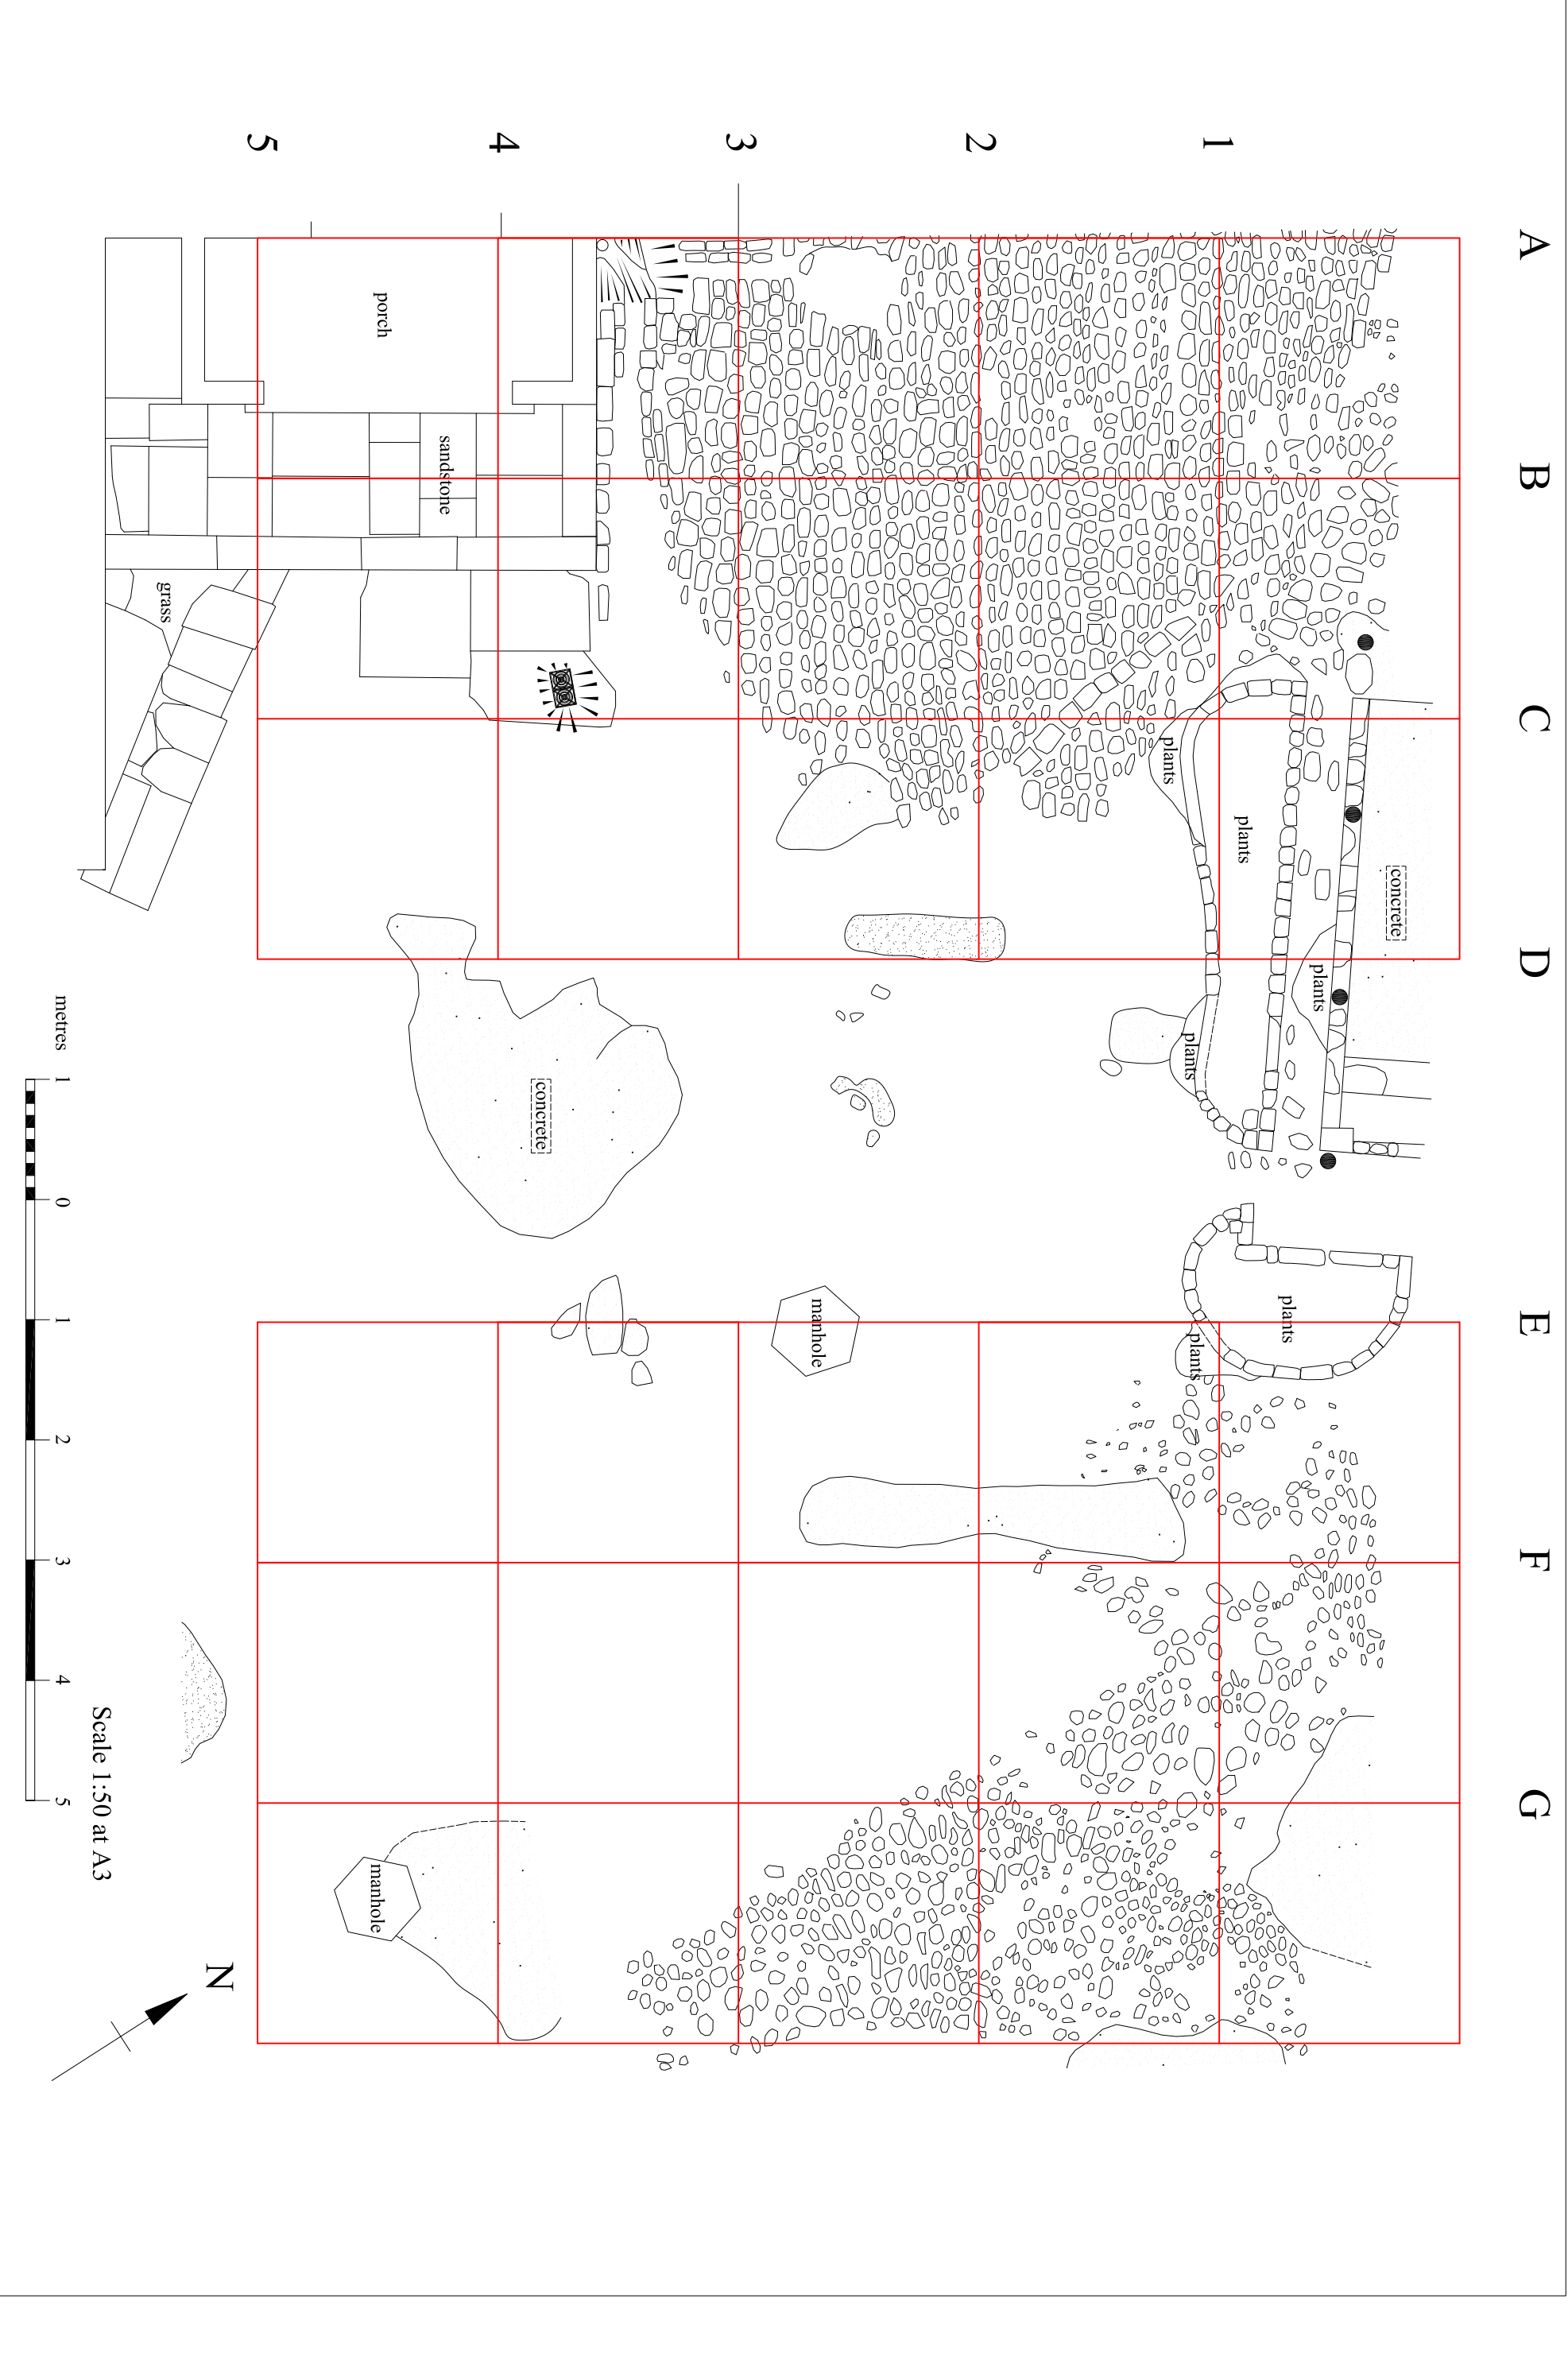 A
B
C
D
E
F
G
1
2
3
4
5
plants
plants
plants
plants
plants
plants
concrete
porch
sandstone
grass
concrete
manhole
manhole
N
metres
1
0
1
2
3
4
5
Scale 1:50 at A3